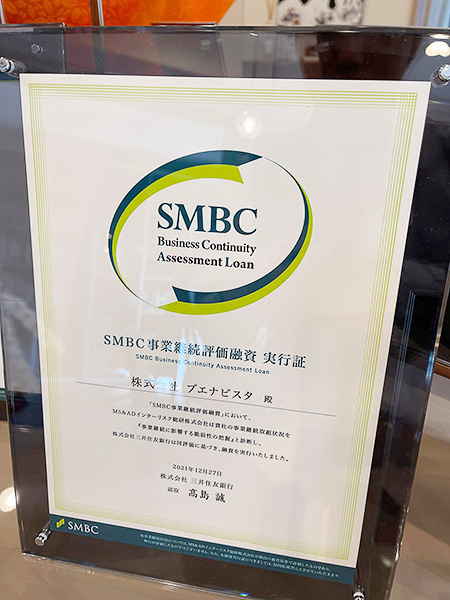 SMBC
Business Continuity
Assessment Loan
SMBC事業継続評価融資 実行証
SMBC Business Continuity Assessment Loan
株式会社 ブエナビスタ 殿
「SMBC事業継続評価融資」において、
MS&ADインターリスク総研株式会社は貴社の事業継続取組状況を
『事業継続に影響する脆弱性の把握』と診断し、
株式会社三井住友銀行は同評価に基づき、融資を実行いたしました。
2021年12月27日
株式会社 三井住友銀行
頭取 髙島 誠
SMBC